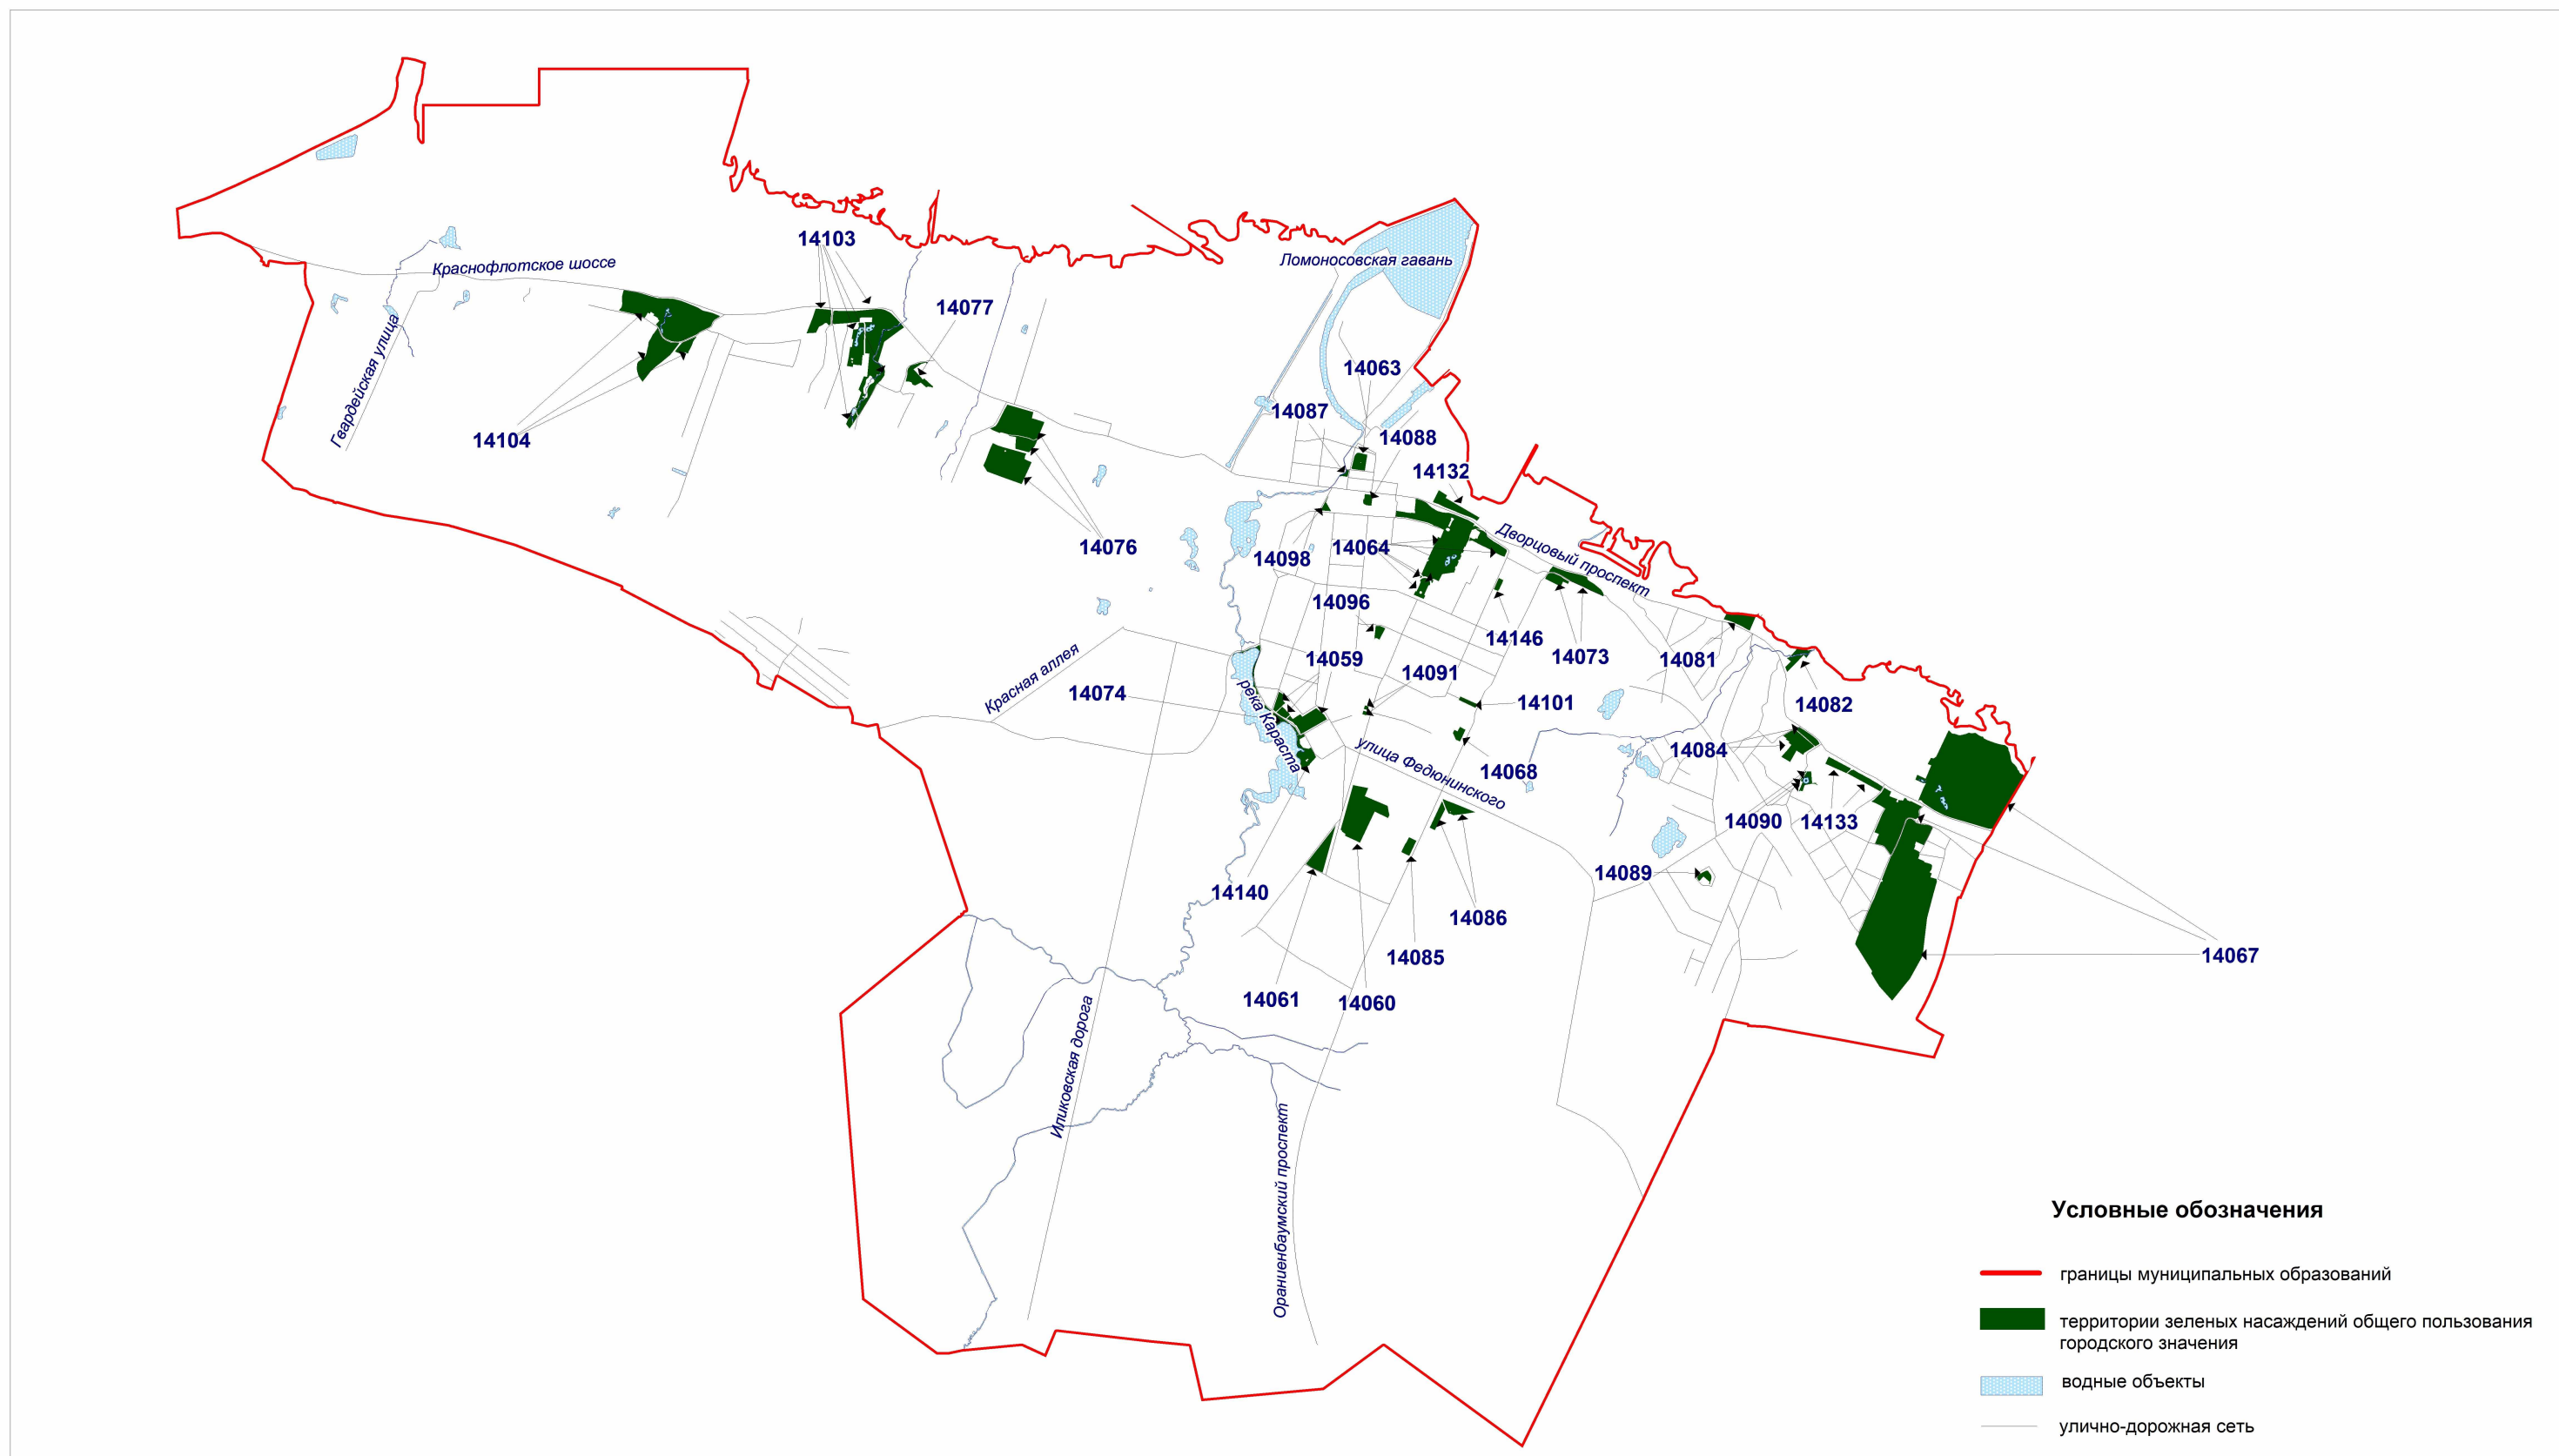 14103
Краснофлотское шоссе
Ломоносовская гавань
14077
14063
Гвардейская улица
14087
14104
14088
14132
14076
14098
14064
Дворцовый проспект
14096
14146
14073
14059
14081
Красная аллея
14074
14091
14101
14082
река Караста
14084
улица Федюнинского
14068
14090
14133
14089
14140
14086
14085
14067
14061
14060
Иликовская дорога
Ораниенбаумский проспект
Условные обозначения
границы муниципальных образований
территории зеленых насаждений общего пользования
городского значения
водные объекты
улично-дорожная сеть